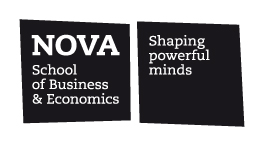 NOVA
School
of Business
& Economics
Shaping
powerful
minds